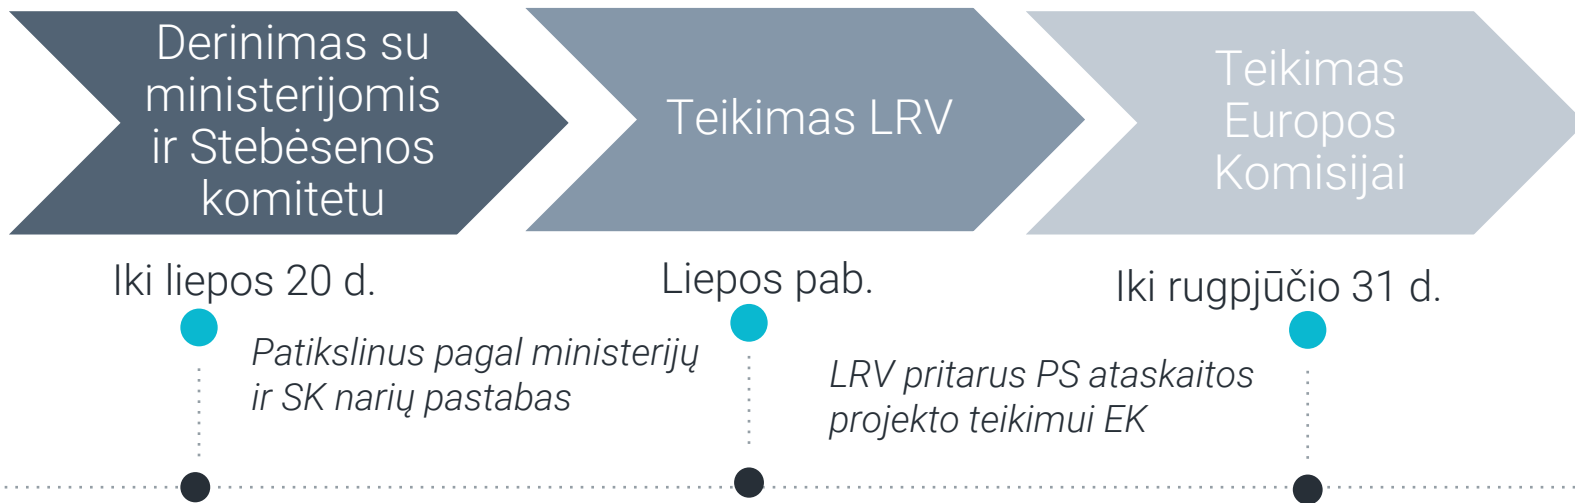 Derinimas su
ministerijomis
ir Stebėsenos
komitetu
Teikimas LRV
Teikimas
Europos
Komisijai
Iki liepos 20 d.
Liepos pab.
Iki rugpjūčio 31 d.
Patikslinus pagal ministerijų
ir SK narių pastabas
LRV pritarus PS ataskaitos
projekto teikimui EK